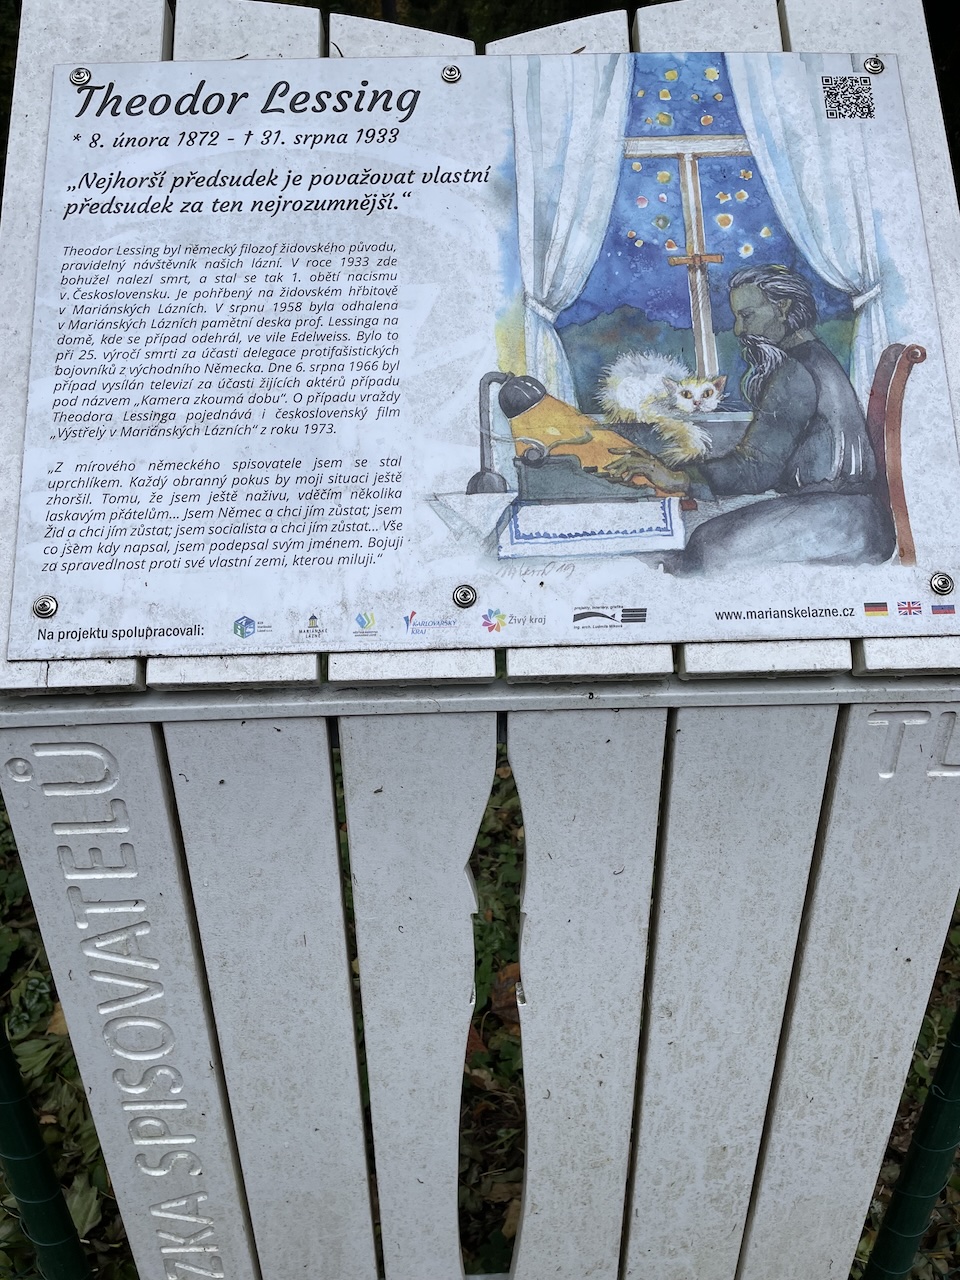 Theodor Lessing
* 8. února 1872 - † 31. srpna 1933
„Nejhorší předsudek je považovat vlastní
předsudek za ten nejrozumnější.“
Theodor Lessing byl německý filozof židovského původu,
pravidelný návštěvník našich lázní. V roce 1933 zde
bohužel nalezl smrt, a stal se tak 1. obětí nacismu
v Československu. Je pohřbený na židovském hřbitově
v Mariánských Lázních. V srpnu 1958 byla odhalena
v Mariánských Lázních pamětní deska prof. Lessinga na
domě, kde se případ odehrál, ve vile Edelweiss. Bylo to
při 25. výročí smrti za účasti delegace protifašistických
bojovníků z východního Německa. Dne 6. srpna 1966 byl
případ vysílán televizí za účasti žijících aktérů případu
pod názvem „Kamera zkoumá dobu“. O případu vraždy
Theodora Lessinga pojednává i československý film
„Výstřely v Mariánských Lázních“ z roku 1973.
„Z mírového německého spisovatele jsem se stal
uprchlíkem. Každý obranný pokus by moji situaci ještě
zhoršil. Tomu, že jsem ještě naživu, vděčím několika
laskavým přátelům... Jsem Němec a chci jím zůstat; jsem
Žid a chci jím zůstat; jsem socialista a chci jím zůstat... Vše
co jsem kdy napsal, jsem podepsal svým jménem. Bojuji
za spravedlnost proti své vlastní zemi, kterou miluji.“
Na projektu spolupracovali:
MARIÁNSKÉ
LÁZNĚ
KARLOVARSKÝ
KRAJ
Živý kraj
www.marianskelazne.cz
ZKA SPISOVATELŮ